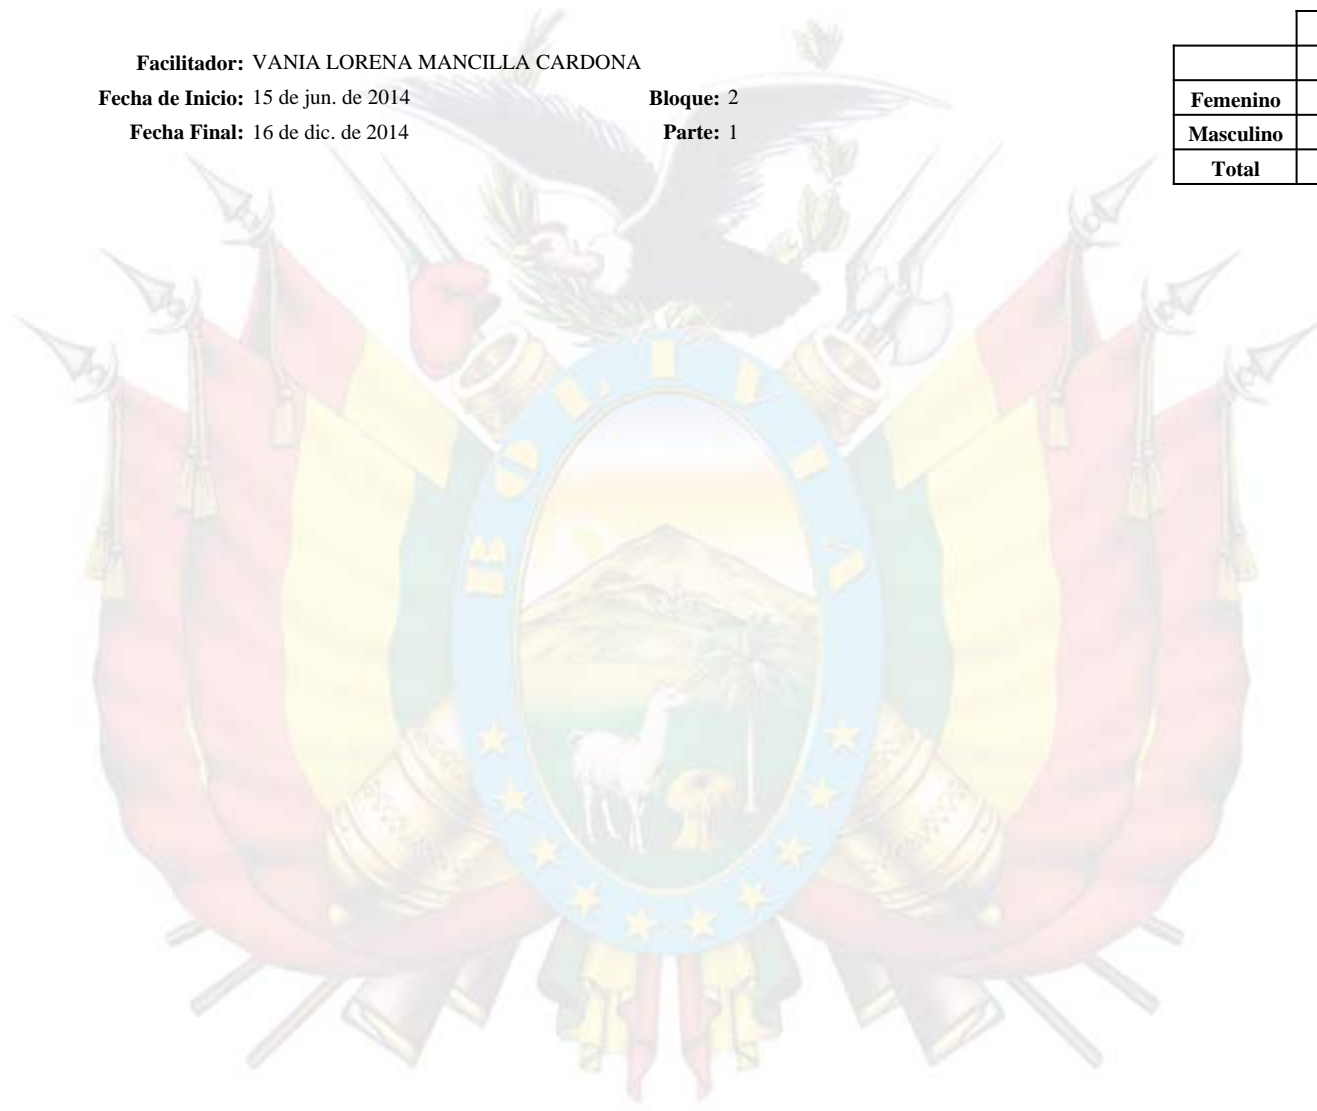 Facilitador: VANIA LORENA MANCILLA CARDONA
Fecha de Inicio: 15 de jun. de 2014 Bloque: 2
Fecha Final: 16 de dic. de 2014 Parte: 1
Femenino
Masculino
Total
BOLIVIA